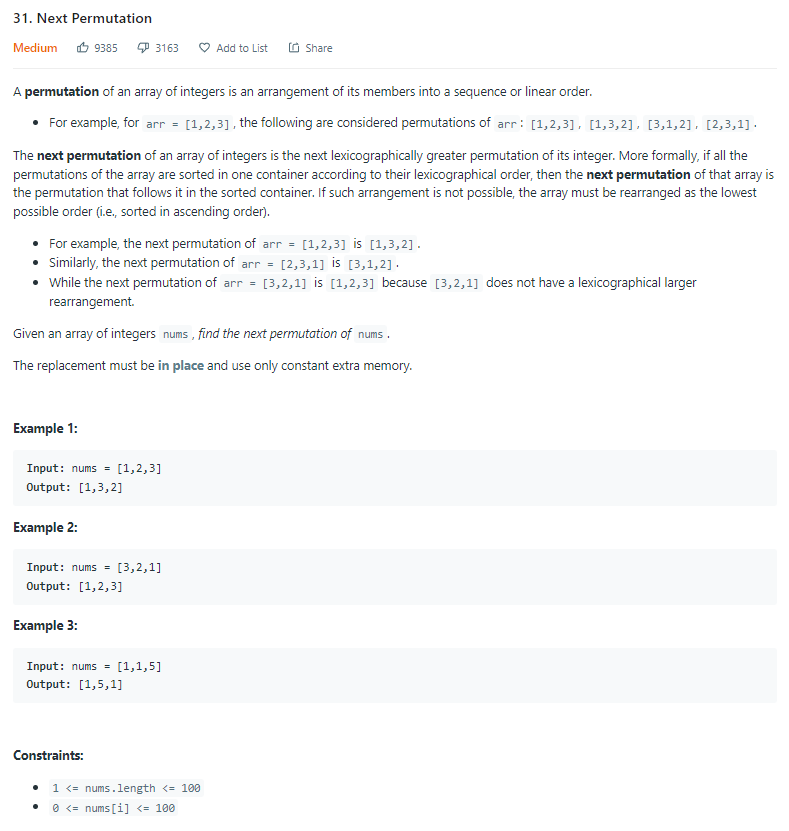 31. Next Permutation
Medium 9385 3163 Add to List Share
A permutation of an array of integers is an arrangement of its members into a sequence or linear order.
• For example, for arr = [1,2,3], the following are considered permutations of arr: [1,2,3], [1,3,2], [3,1,2], [2,3,1].
The next permutation of an array of integers is the next lexicographically greater permutation of its integer. More formally, if all the
permutations of the array are sorted in one container according to their lexicographical order, then the next permutation of that array is
the permutation that follows it in the sorted container. If such arrangement is not possible, the array must be rearranged as the lowest
possible order (i.e., sorted in ascending order).
• For example, the next permutation of arr = [1,2,3] is [1,3,2].
• Similarly, the next permutation of arr = [2,3,1] is [3,1,2].
• While the next permutation of arr = [3,2,1] is [1,2,3] because [3,2,1] does not have a lexicographical larger
rearrangement.
Given an array of integers nums, find the next permutation of nums.
The replacement must be in place and use only constant extra memory.
Example 1:
Input: nums = [1,2,3]
Output: [1,3,2]
Example 2:
Input: nums = [3,2,1]
Output: [1,2,3]
Example 3:
Input: nums = [1,1,5]
Output: [1,5,1]
Constraints:
• 1 <= nums.length <= 100
• 0 <= nums[i] <= 100